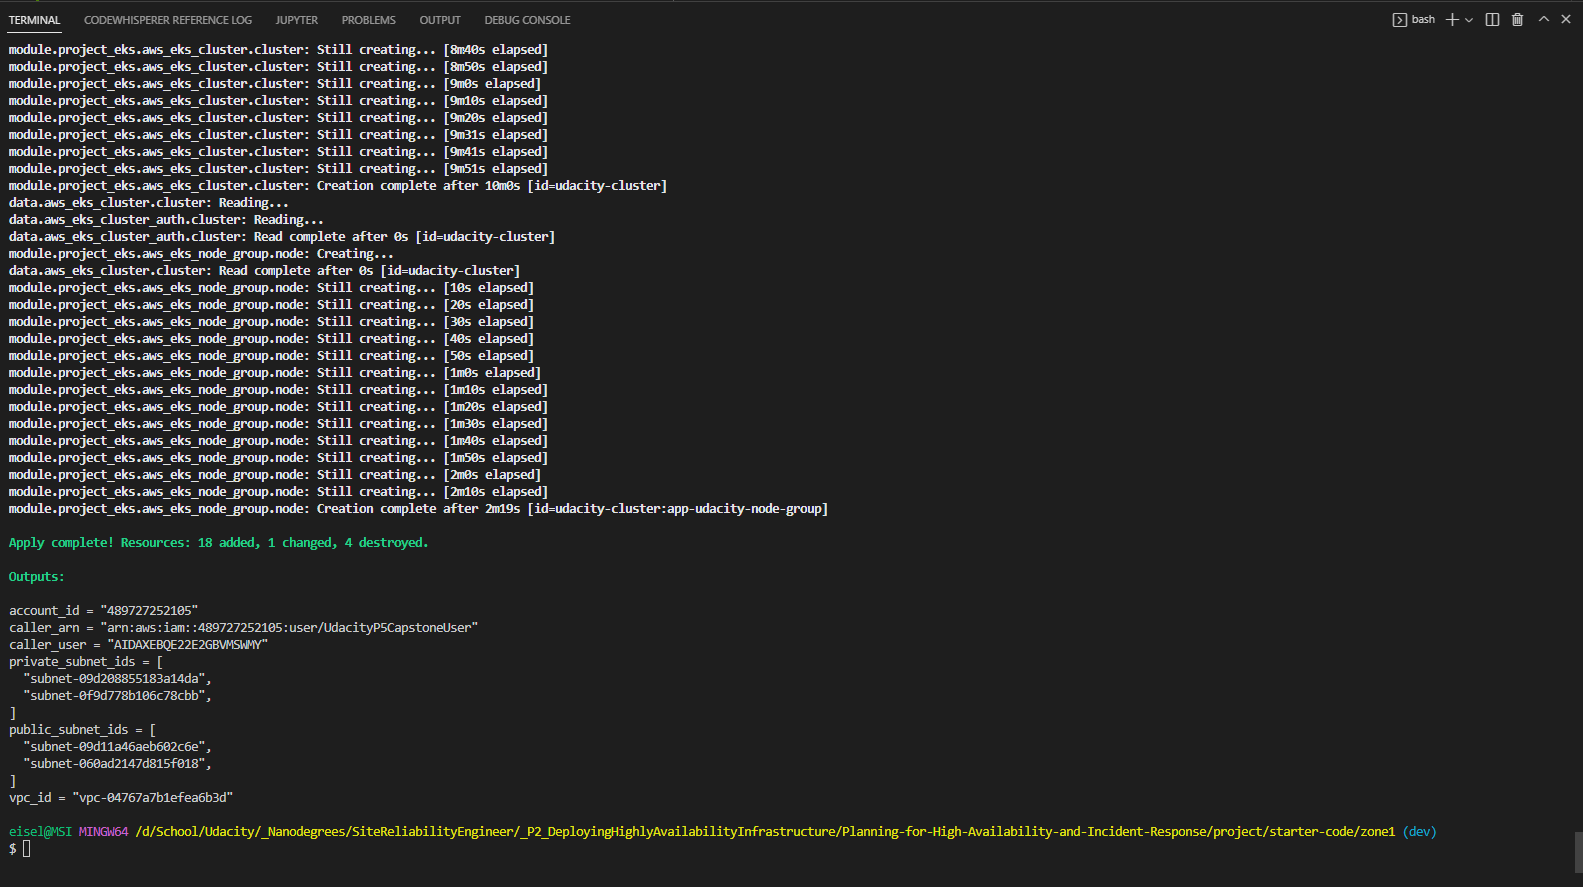 TERMINAL CODEWHISPERER REFERENCE LOG JUPYTER PROBLEMS OUTPUT DEBUG CONSOLE bash
module.project_eks.aws_eks_cluster.cluster: Still creating... [8m40s elapsed]
module.project_eks.aws_eks_cluster.cluster: Still creating... [8m50s elapsed]
module.project_eks.aws_eks_cluster.cluster: Still creating... [9m0s elapsed]
module.project_eks.aws_eks_cluster.cluster: Still creating... [9m10s elapsed]
module.project_eks.aws_eks_cluster.cluster: Still creating... [9m20s elapsed]
module.project_eks.aws_eks_cluster.cluster: Still creating... [9m31s elapsed]
module.project_eks.aws_eks_cluster.cluster: Still creating... [9m41s elapsed]
module.project_eks.aws_eks_cluster.cluster: Still creating... [9m51s elapsed]
module.project_eks.aws_eks_cluster.cluster: Creation complete after 10m0s [id=udacity-cluster]
data.aws_eks_cluster.cluster: Reading...
data.aws_eks_cluster_auth.cluster: Reading...
data.aws_eks_cluster_auth.cluster: Read complete after 0s [id=udacity-cluster]
module.project_eks.aws_eks_node_group.node: Creating...
data.aws_eks_cluster.cluster: Read complete after 0s [id=udacity-cluster]
module.project_eks.aws_eks_node_group.node: Still creating... [10s elapsed]
module.project_eks.aws_eks_node_group.node: Still creating... [20s elapsed]
module.project_eks.aws_eks_node_group.node: Still creating... [30s elapsed]
module.project_eks.aws_eks_node_group.node: Still creating... [40s elapsed]
module.project_eks.aws_eks_node_group.node: Still creating... [50s elapsed]
module.project_eks.aws_eks_node_group.node: Still creating... [1m0s elapsed]
module.project_eks.aws_eks_node_group.node: Still creating... [1m10s elapsed]
module.project_eks.aws_eks_node_group.node: Still creating... [1m20s elapsed]
module.project_eks.aws_eks_node_group.node: Still creating... [1m30s elapsed]
module.project_eks.aws_eks_node_group.node: Still creating... [1m40s elapsed]
module.project_eks.aws_eks_node_group.node: Still creating... [1m50s elapsed]
module.project_eks.aws_eks_node_group.node: Still creating... [2m0s elapsed]
module.project_eks.aws_eks_node_group.node: Still creating... [2m10s elapsed]
module.project_eks.aws_eks_node_group.node: Creation complete after 2m19s [id=udacity-cluster:app-udacity-node-group]
Apply complete! Resources: 18 added, 1 changed, 4 destroyed.
Outputs:
account_id = "489727252105"
caller_arn = "arn:aws:iam::489727252105:user/UdacityP5CapstoneUser"
caller_user = "AIDAXEBQE22E2GBVMSWMY"
private_subnet_ids = [
"subnet-09d208855183a14da",
"subnet-0f9d778b106c78cbb",
]
public_subnet_ids = [
"subnet-09d11a46aeb602c6e",
"subnet-060ad2147d815f018",
]
vpc_id = "vpc-04767a7b1efea6b3d"
eisel@MSI MINGW64 /d/School/Udacity/_Nanodegrees/SiteReliabilityEngineer/_P2_DeployingHighlyAvailabilityInfrastructure/Planning-for-High-Availability-and-Incident-Response/project/starter-code/zone1 (dev)
$